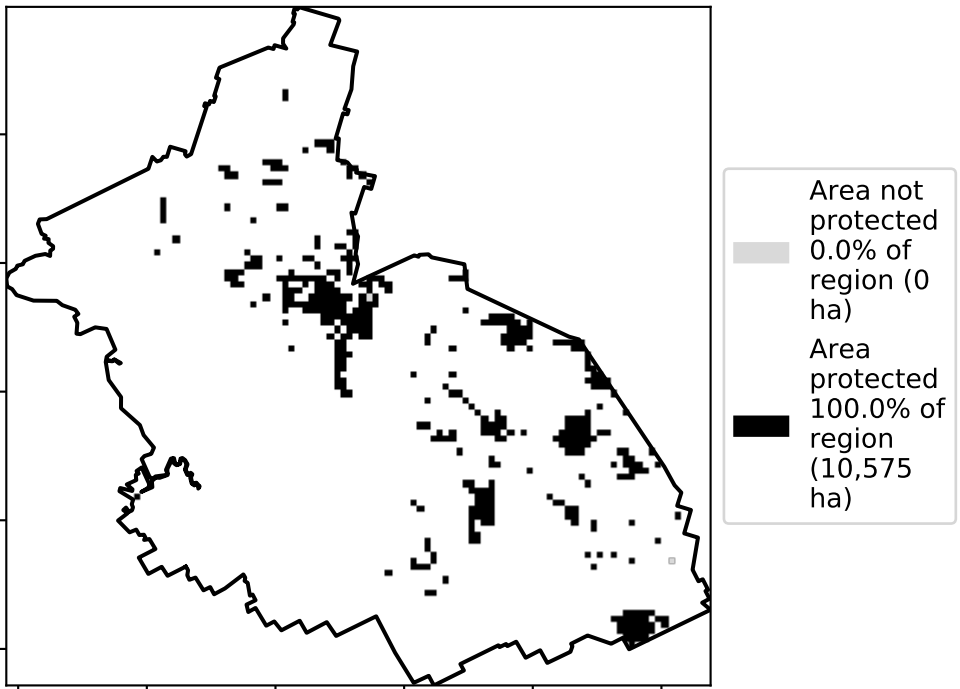 Area not
protected
0.0% of
region (0
ha)
Area
protected
100.0% of
region
(10,575
ha)